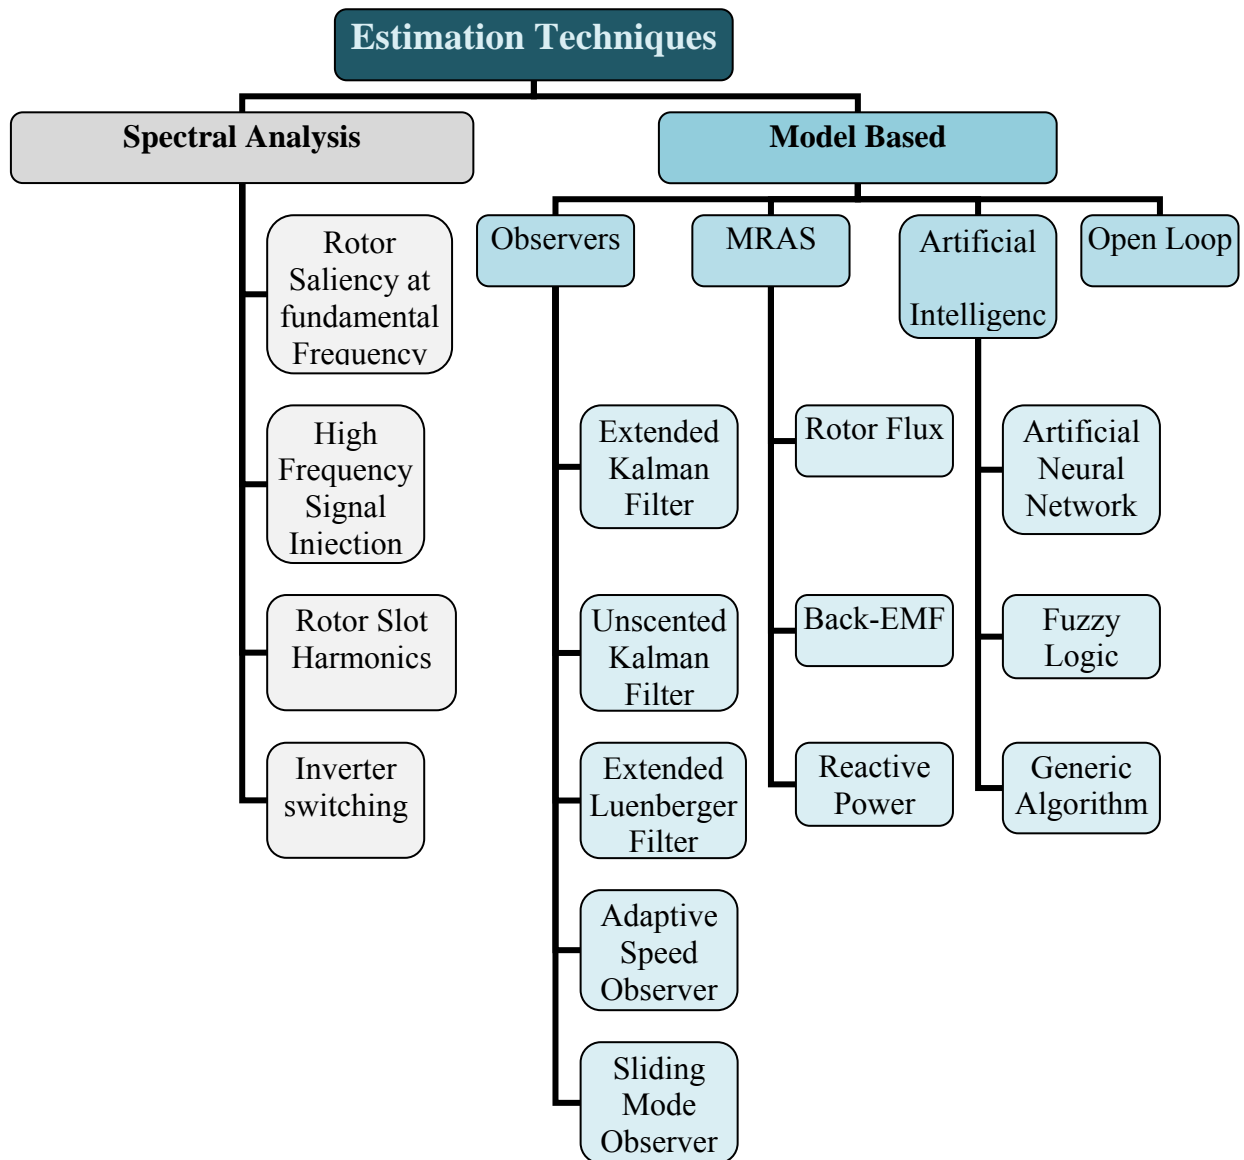 Estimation Techniques
Spectral Analysis
Model Based
Rotor
Saliency at
fundamental
Frequency
High
Frequency
Signal
Injection
Rotor Slot
Harmonics
Inverter
switching
Observers
Extended
Kalman
Filter
Unscented
Kalman
Filter
Extended
Luenberger
Filter
Adaptive
Speed
Observer
Sliding
Mode
Observer
MRAS
Rotor Flux
Back-EMF
Reactive
Power
Artificial
Intelligenc
Artificial
Neural
Network
Fuzzy
Logic
Generic
Algorithm
Open Loop